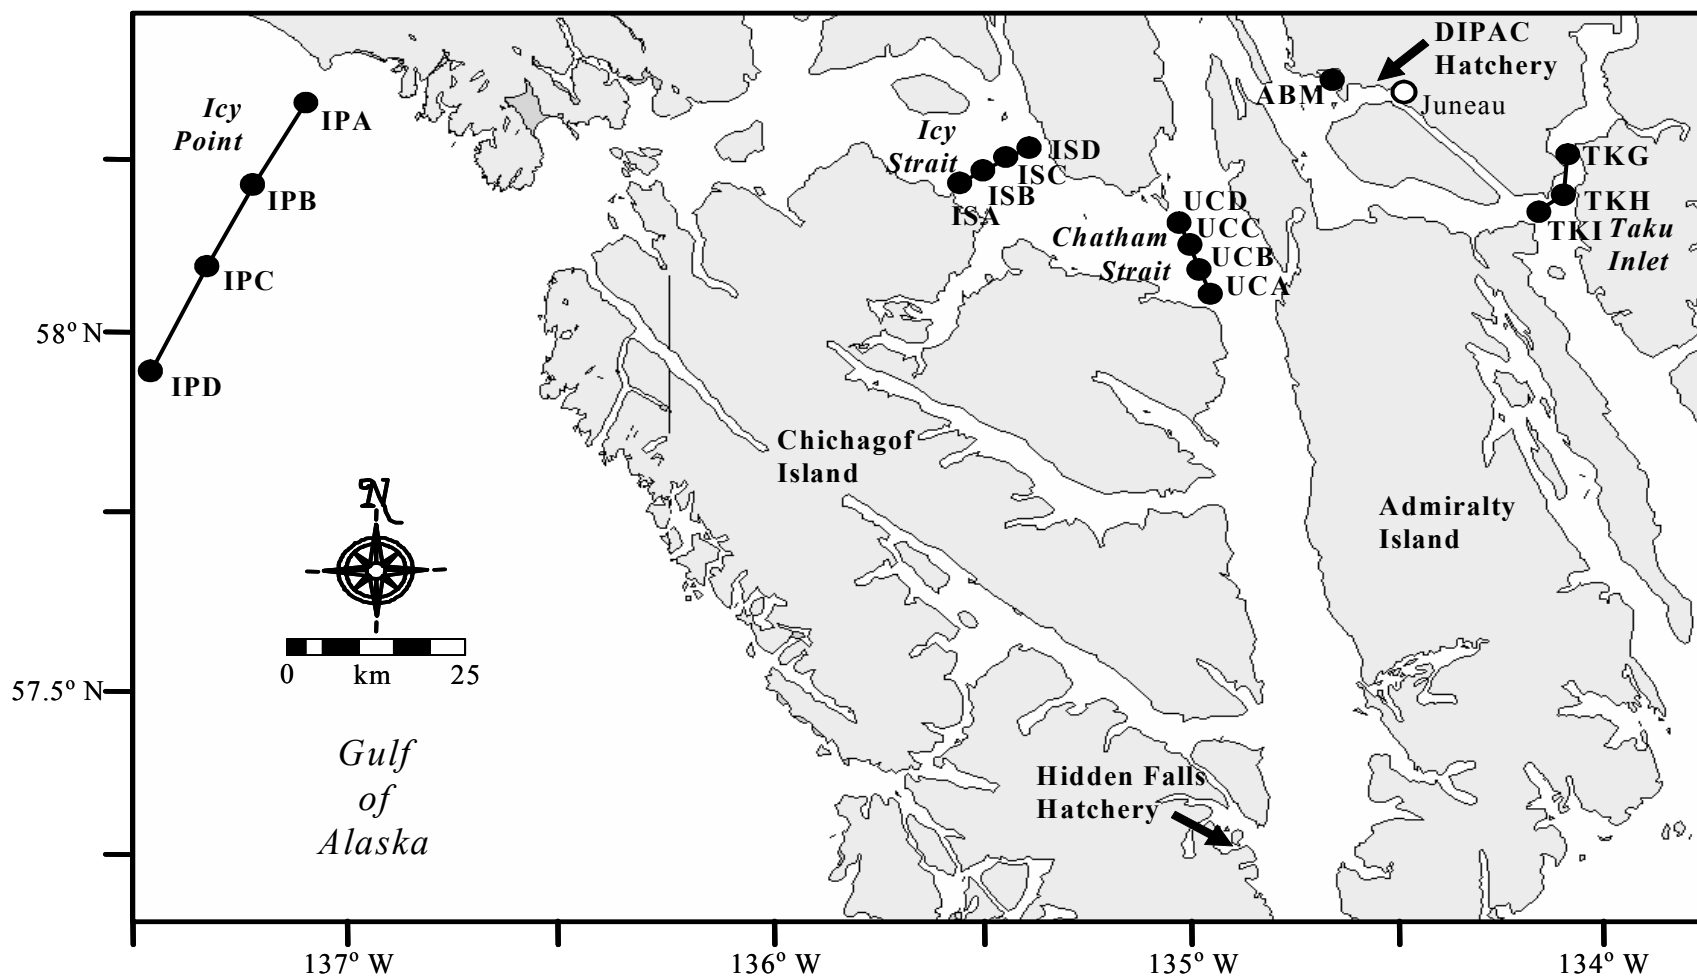 DIPAC
Hatchery
ABM
Juneau
Icy
Point
IPA
IPB
IPC
IPD
Icy
Strait
ISD
ISC
ISB
ISA
TKG
TKH
TKI
Taku
Inlet
UCD
UCC
UCB
UCA
Chatham
Strait
58° N
Chichagof
Island
Admiralty
Island
N
0 km 25
57.5° N
Gulf
of
Alaska
Hidden Falls
Hatchery
137° W
136° W
135° W
134° W